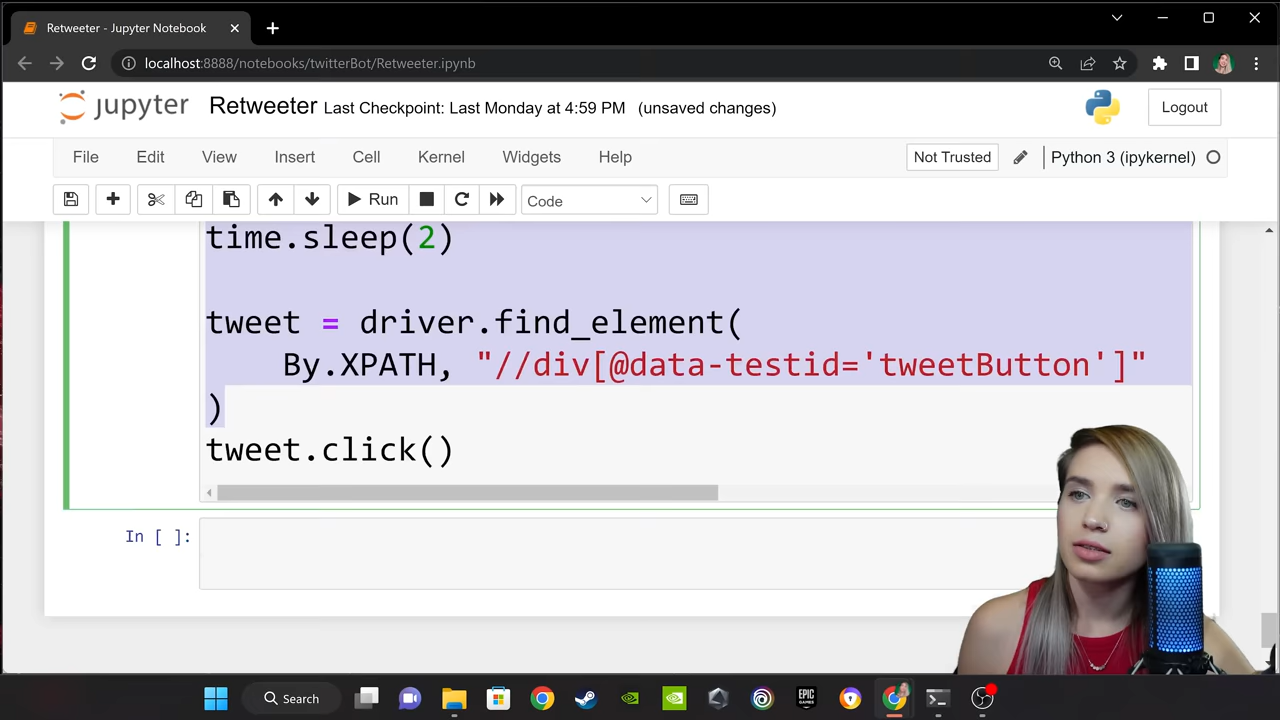 Retweeter - Jupyter Notebook
localhost:8888/notebooks/twitterBot/Retweeter.ipynb
jupyter Retweeter Last Checkpoint: Last Monday at 4:59 PM (unsaved changes)
Logout
File Edit View Insert Cell Kernel Widgets Help
Not Trusted Python 3 (ipykernel)
Run Code
time.sleep(2)
tweet = driver.find_element(
By.XPATH, "//div[@data-testid='tweetButton']"
)
tweet.click()
In [ ]:
Search
EPIC GAMES